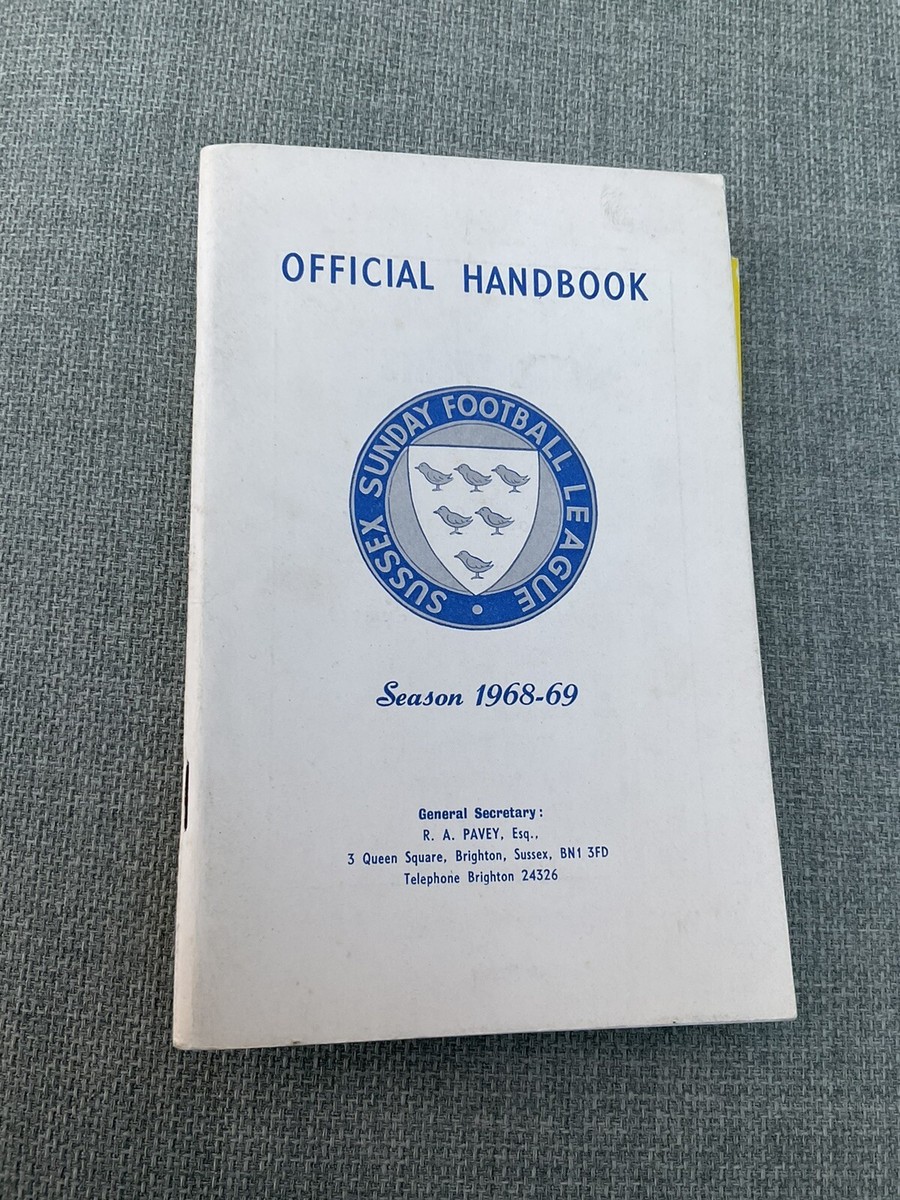 OFFICIAL HANDBOOK
SUSSEX SUNDAY FOOTBALL LEAGUE
Season 1968-69
General Secretary:
R. A. PAVEY, Esq.,
3 Queen Square, Brighton, Sussex, BN1 3FD
Telephone Brighton 24326